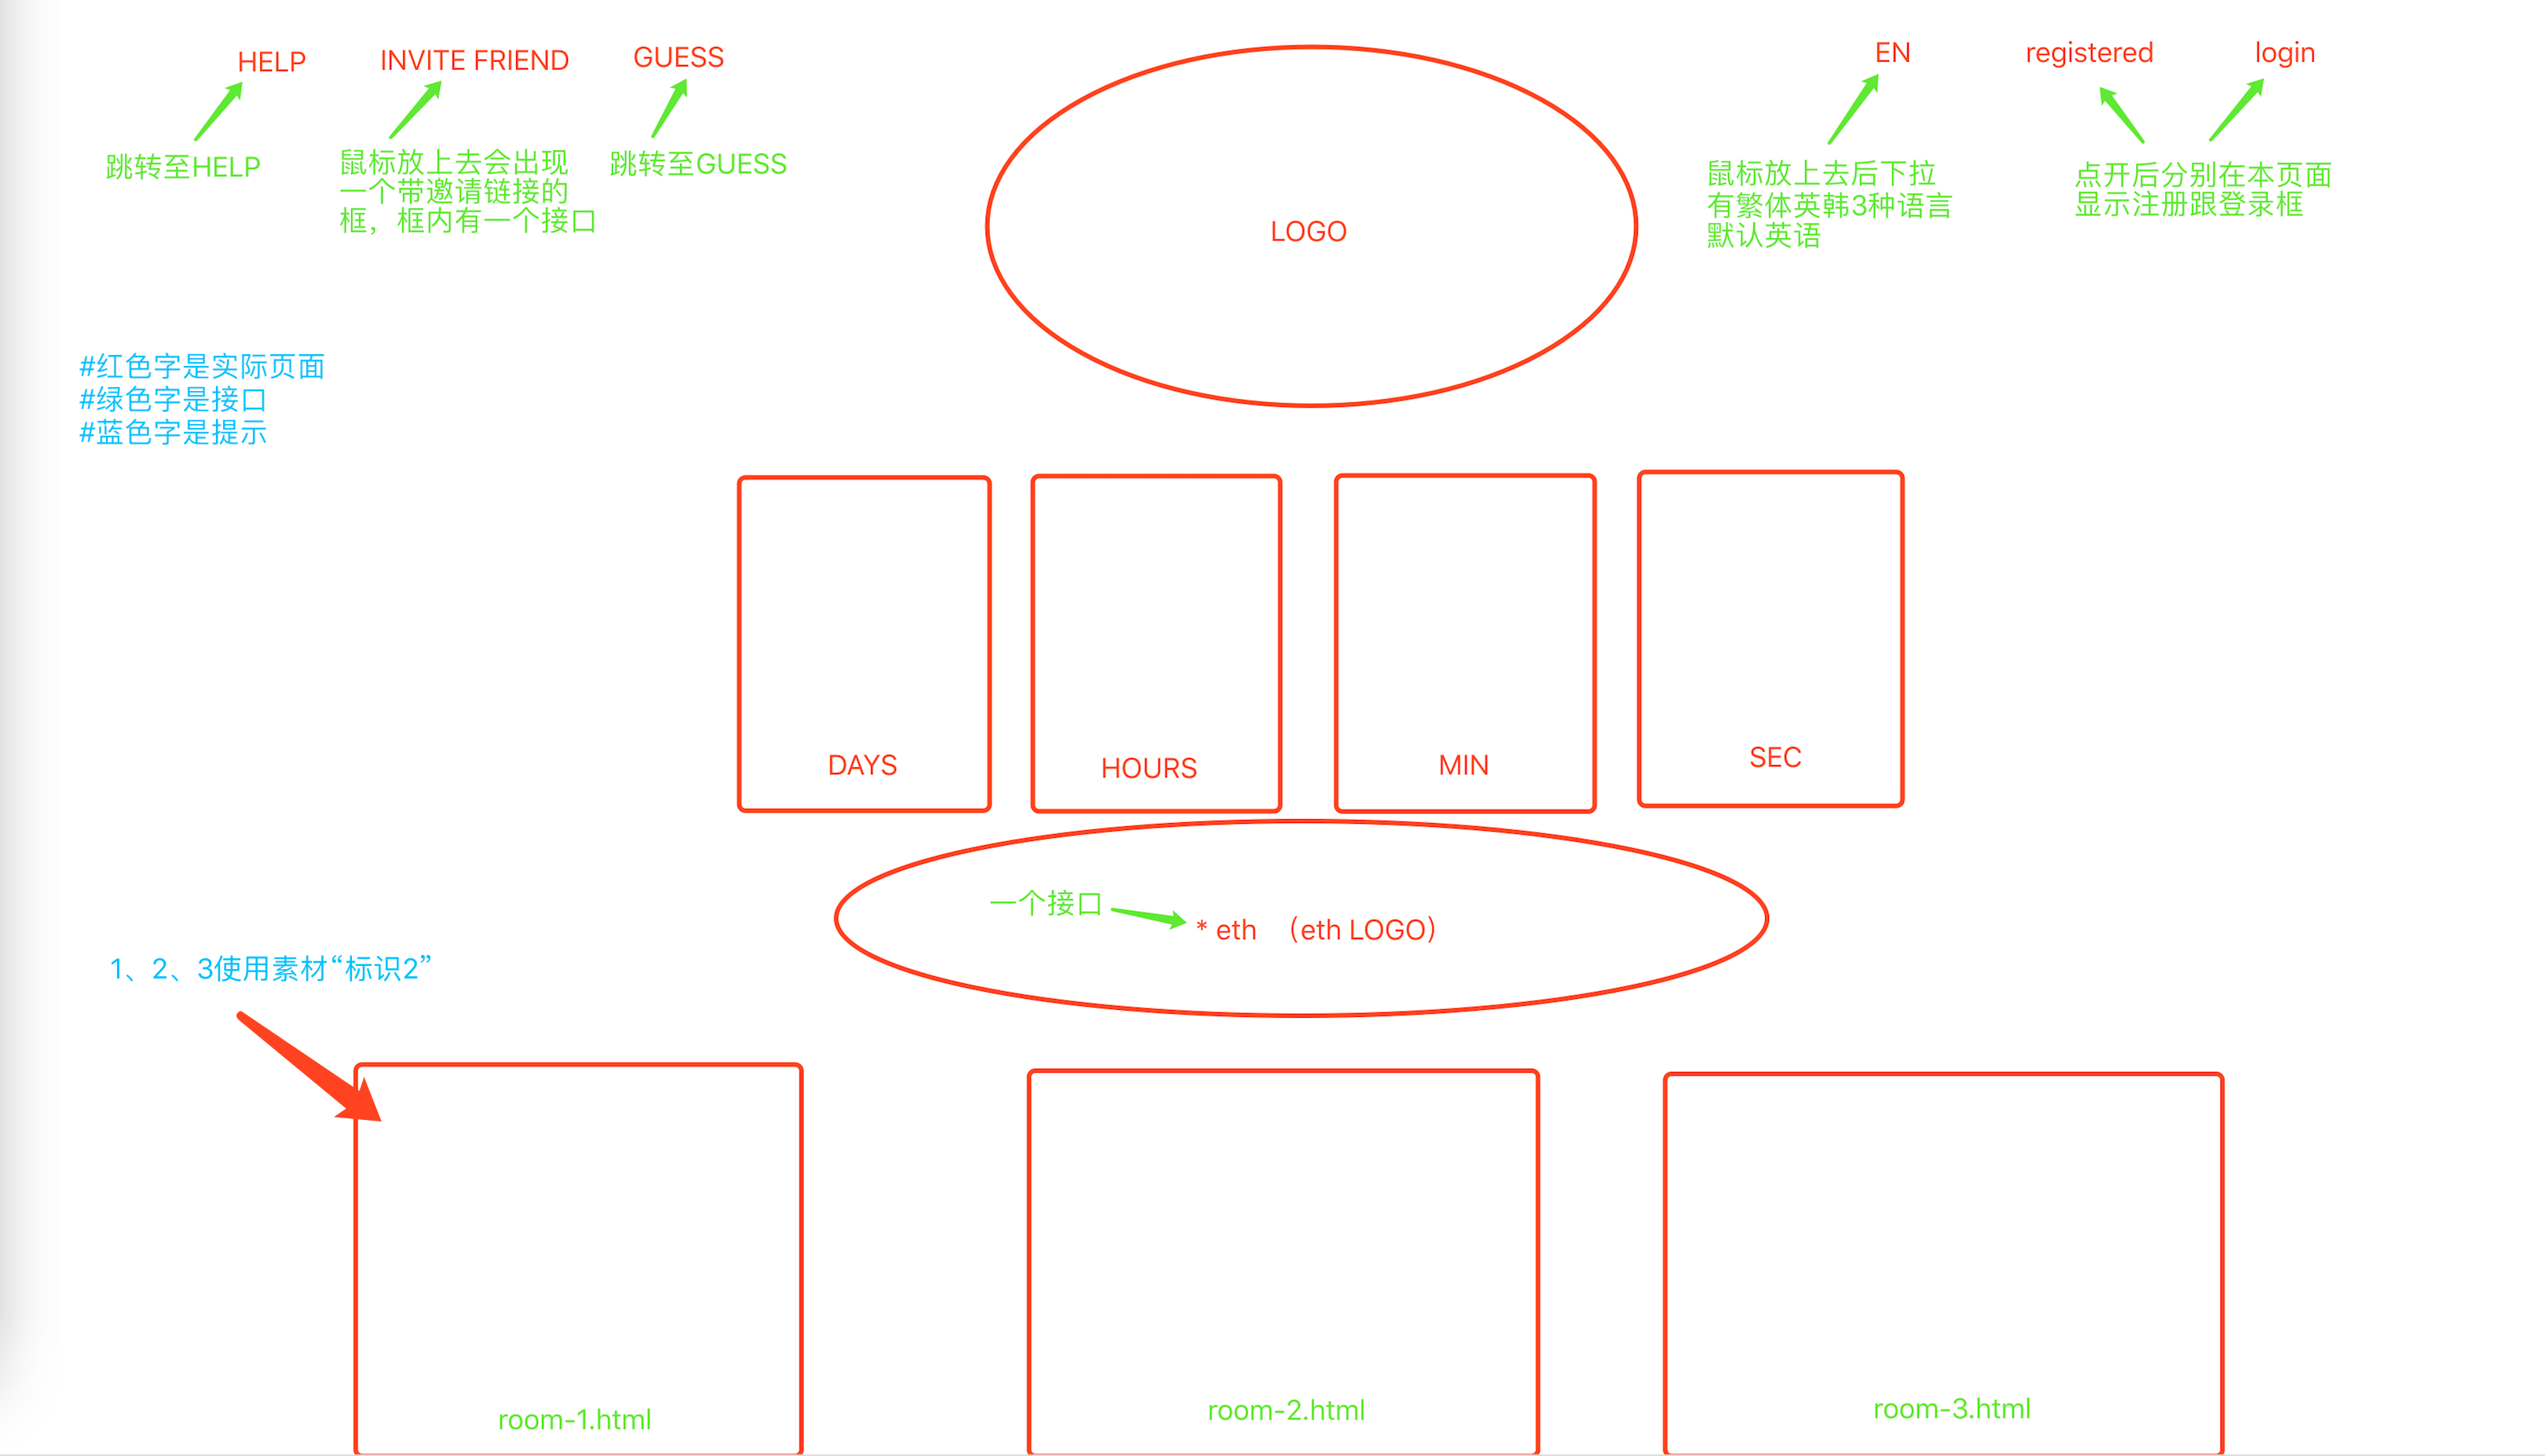 HELP
INVITE FRIEND
GUESS
EN
registered
login
跳转至HELP
鼠标放上去会出现
一个带邀请链接的
框，框内有一个接口
跳转至GUESS
LOGO
鼠标放上去后下拉
有繁体英韩3种语言
默认英语
点开后分别在本页面
显示注册跟登录框
#红色字是实际页面
#绿色字是接口
#蓝色字是提示
DAYS
HOURS
MIN
SEC
一个接口
* eth （eth LOGO）
1、2、3使用素材“标识2”
room-1.html
room-2.html
room-3.html